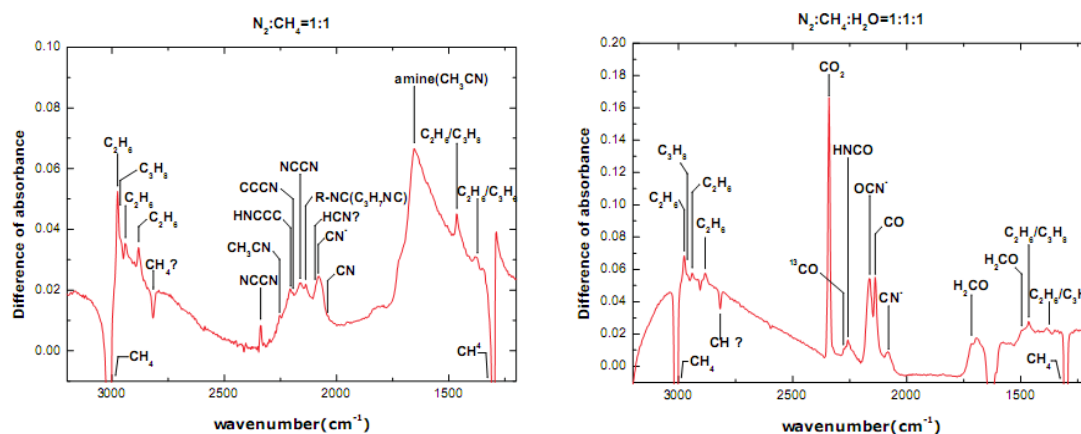 N₂:CH₄=1:1
Difference of absorbance
0.10
0.08
0.06
0.04
0.02
0.00
3000
2500
2000
1500
wavenumber(cm⁻¹)
C₂H₆
C₃H₈
C₂H₆
C₂H₆
CH₄?
CH₄
NCCN
CH₃CN
HNCCC
CCCN
NCCN
R-NC(C₃H₇NC)
HCN?
CN⁻
CN
amine(CH₃CN)
C₂H₆/C₃H₈
C₂H₆/C₃H₈
CH⁴
N₂:CH₄:H₂O=1:1:1
Difference of absorbance
0.20
0.18
0.16
0.14
0.12
0.10
0.08
0.06
0.04
0.02
0.00
3000
2500
2000
1500
wavenumber(cm⁻¹)
C₃H₈
C₂H₆
C₂H₆
C₂H₆
CH ?
CH₄
CO₂
HNCO
¹³CO
OCN⁻
CO
CN⁻
H₂CO
H₂CO
C₂H₆/C₃H₈
C₂H₆/C₃H
CH₄